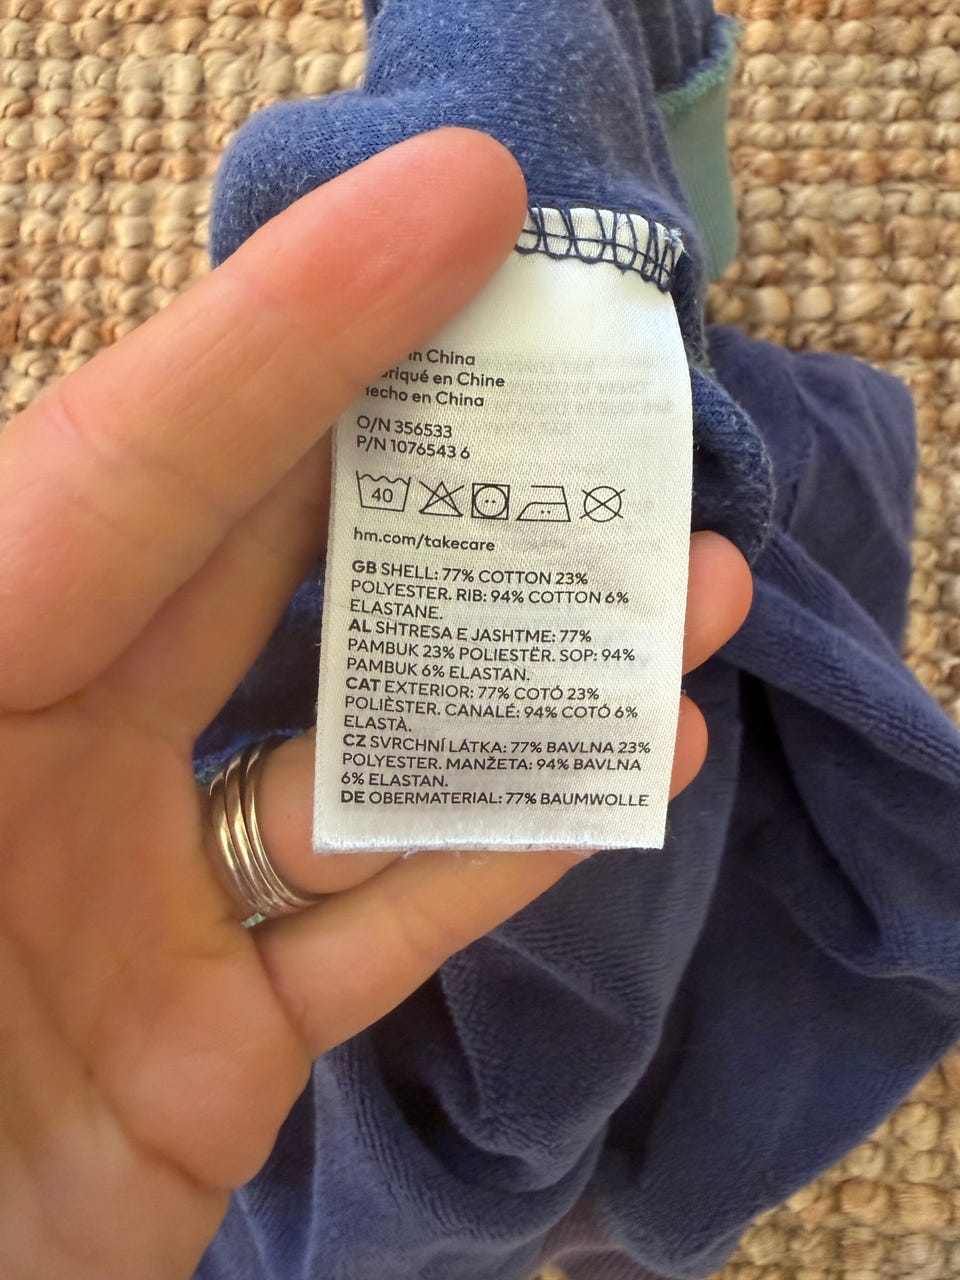 in China
en Chine
en China
O/N 356533
P/N 1076543 6
40
hm.com/takecare
GB SHELL: 77% COTTON 23%
POLYESTER. RIB: 94% COTTON 6%
ELASTANE.
AL SHTRESA E JASHTME: 77%
PAMBUK 23% POLIESTËR. SOP: 94%
PAMBUK 6% ELASTAN.
CAT EXTERIOR: 77% COTÓ 23%
POLIÈSTER. CANALÉ: 94% COTÓ 6%
ELASTÀ.
CZ SVRCHNÍ LÁTKA: 77% BAVLNA 23%
POLYESTER. MANŽETA: 94% BAVLNA
6% ELASTAN.
DE OBERMATERIAL: 77% BAUMWOLLE